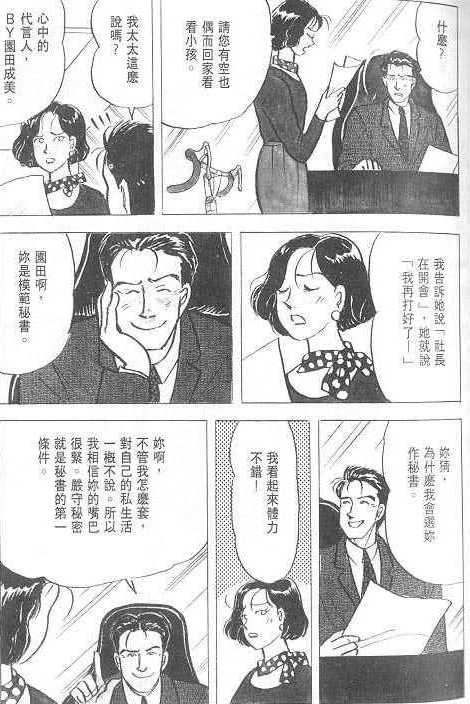 什麼？
請您有空也
偶而回家看
看小孩。
我太太這麼
說嗎？
心中的
代言人，
ＢＹ園田成美。
我告訴她說「社長
在開會」，她就說
「我再打好了—」
園田啊，
妳是模範秘書。
妳猜，
為什麼我會選妳
作秘書。
我看起來體力
不錯！
妳啊，
不管我怎麼套，
對自己的私生活
一概不說。所以
我相信妳的嘴巴
很緊。嚴守秘密
就是秘書的第一
條件。